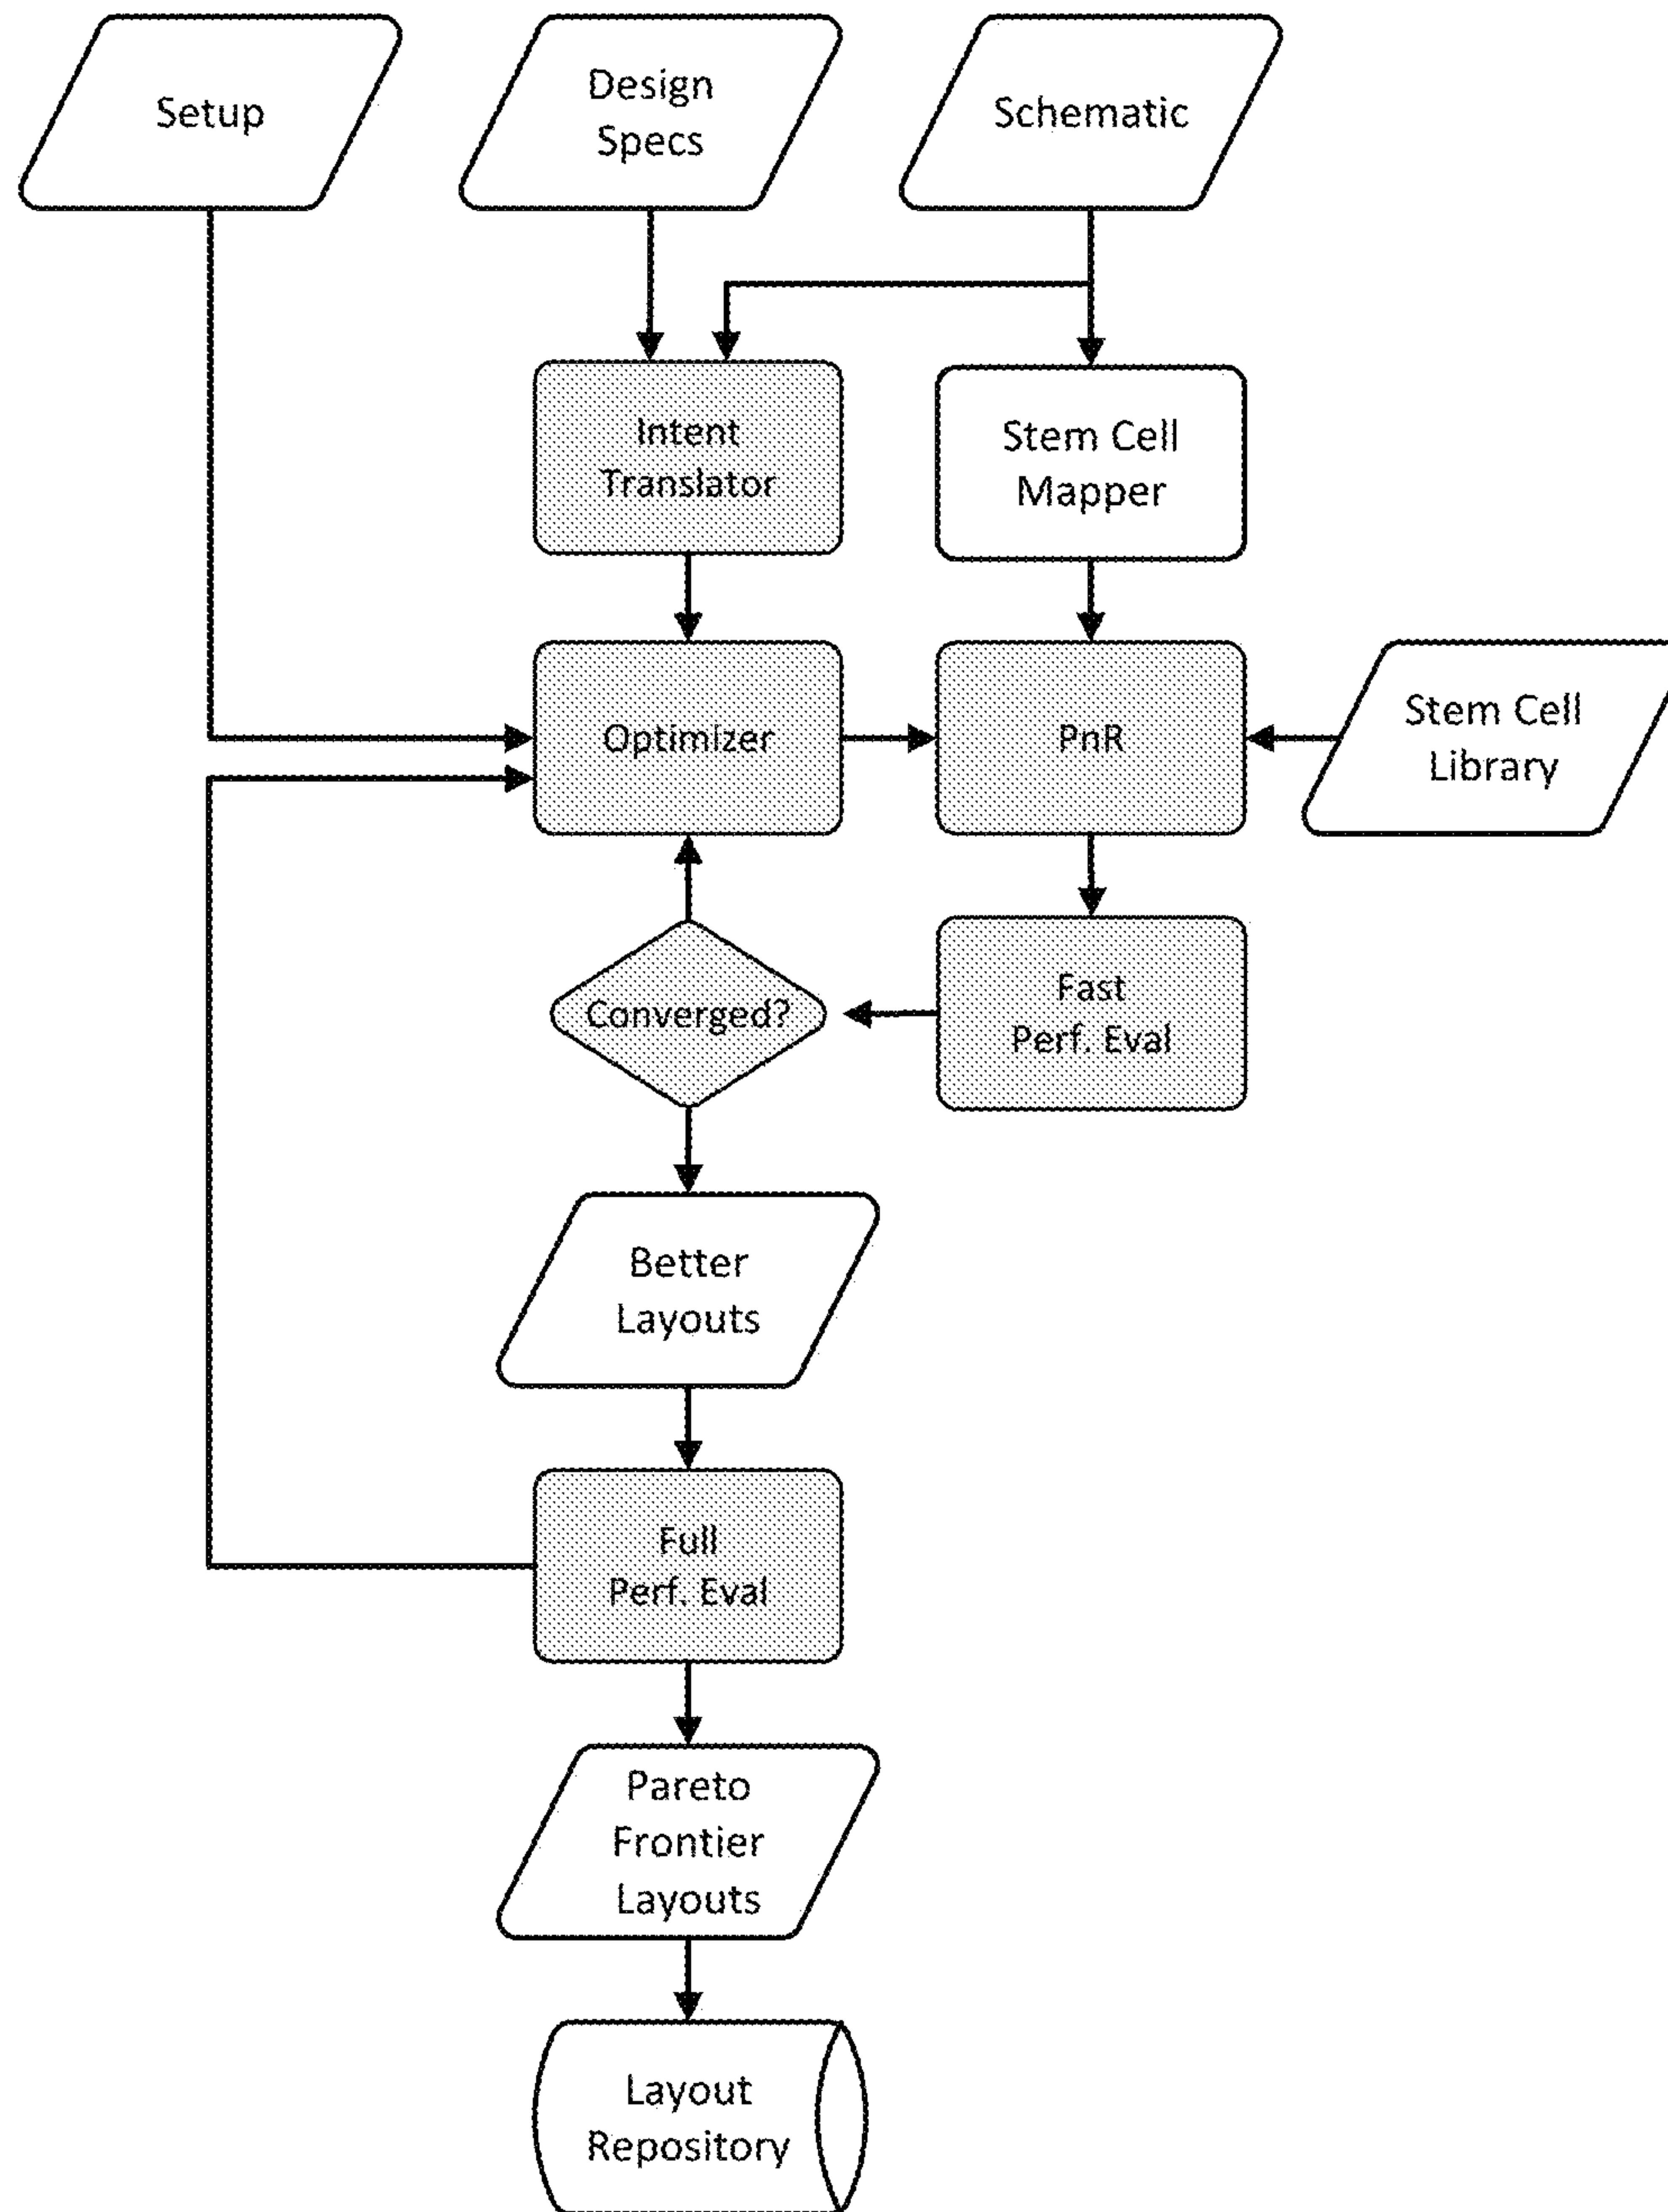 Setup
Design
Specs
Schematic
Intent
Translator
Stem Cell
Mapper
Optimizer
PnR
Stem Cell
Library
Converged?
Fast
Perf. Eval
Better
Layouts
Full
Perf. Eval
Pareto
Frontier
Layouts
Layout
Repository